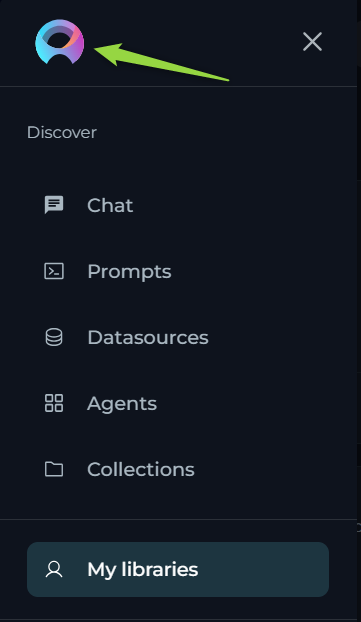 Discover
Chat
Prompts
Datasources
Agents
Collections
My libraries